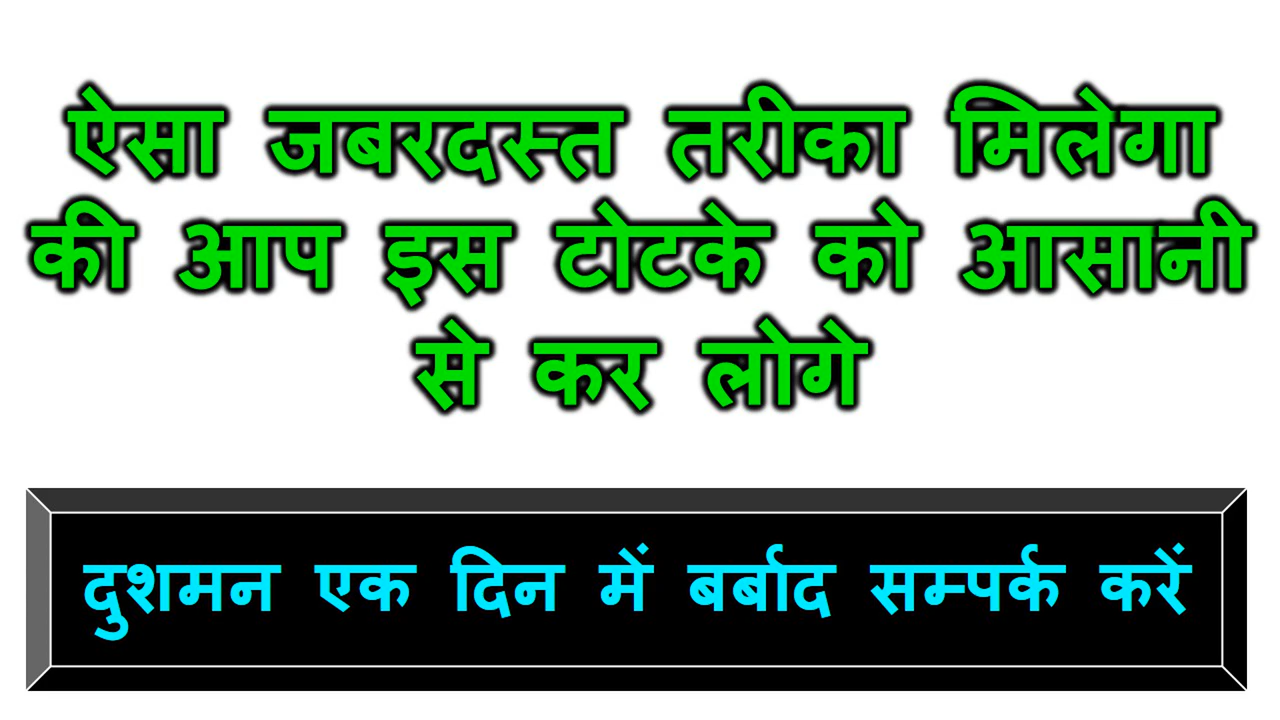 ऐसा जबरदस्त तरीका मिलेगा
की आप इस टोटके को आसानी
से कर लोगे
दुशमन एक दिन में बर्बाद सम्पर्क करें